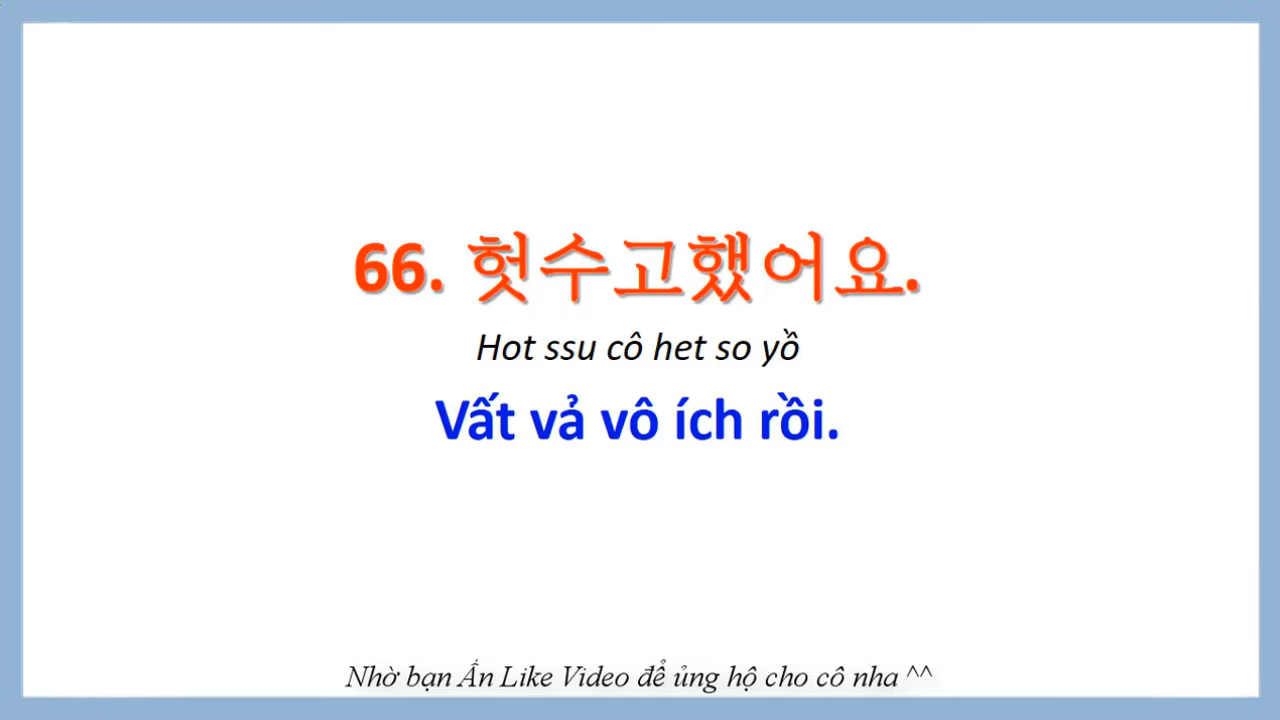 66. 헛수고했어요.
Hot ssu cô het so yồ
Vất vả vô ích rồi.
Nhờ bạn Ấn Like Video để ủng hộ cho cô nha ^^